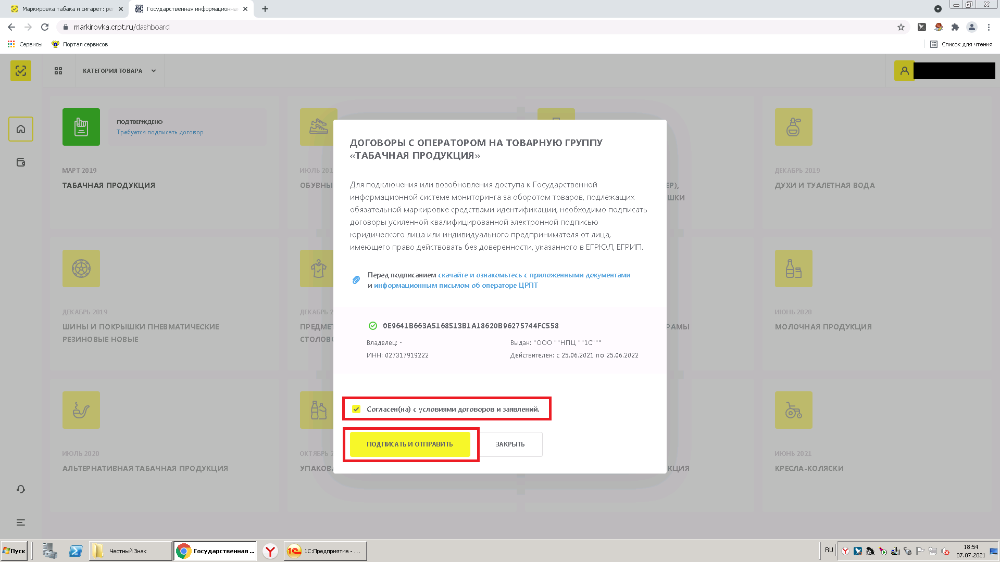 Маркировка табака и сигарет: рег
Государственная информационная
markirovka.crpt.ru/dashboard
Сервисы
Портал сервисов
Список для чтения
КАТЕГОРИЯ ТОВАРА
ПОДТВЕРЖДЕНО
Требуется подписать договор
МАРТ 2019
ТАБАЧНАЯ ПРОДУКЦИЯ
ИЮЛЬ 201
ОБУВНЫ
ЕР),
ШКИ
ДЕКАБРЬ 2019
ДУХИ И ТУАЛЕТНАЯ ВОДА
ДОГОВОРЫ С ОПЕРАТОРОМ НА ТОВАРНУЮ ГРУППУ
«ТАБАЧНАЯ ПРОДУКЦИЯ»
Для подключения или возобновления доступа к Государственной
информационной системе мониторинга за оборотом товаров, подлежащих
обязательной маркировке средствами идентификации, необходимо подписать
договоры усиленной квалифицированной электронной подписью
юридического лица или индивидуального предпринимателя от лица,
имеющего право действовать без доверенности, указанного в ЕГРЮЛ, ЕГРИП.
Перед подписанием скачайте и ознакомьтесь с приложенными документами
и информационным письмом об операторе ЦРПТ
0E9641B663A5168513B1A18620B96275744FC558
Владелец: -
Выдан: "ООО ""НПЦ ""1С"""
ИНН: 027317919222
Действителен: с 25.06.2021 по 25.06.2022
Согласен(на) с условиями договоров и заявлений.
ПОДПИСАТЬ И ОТПРАВИТЬ
ЗАКРЫТЬ
ДЕКАБРЬ 2019
ШИНЫ И ПОКРЫШКИ ПНЕВМАТИЧЕСКИЕ
РЕЗИНОВЫЕ НОВЫЕ
ДЕКАБРЬ 2
ПРЕДМЕТ
СТОЛОВО
РАМЫ
ИЮНЬ 2020
МОЛОЧНАЯ ПРОДУКЦИЯ
ИЮЛЬ 2020
АЛЬТЕРНАТИВНАЯ ТАБАЧНАЯ ПРОДУКЦИЯ
ОКТЯБРЬ 2
УПАКОВА
КЦИЯ
ИЮНЬ 2021
КРЕСЛА-КОЛЯСКИ
Пуск
Честный Знак
Государственная ...
1С:Предприятие - ...
RU
18:54
07.07.2021